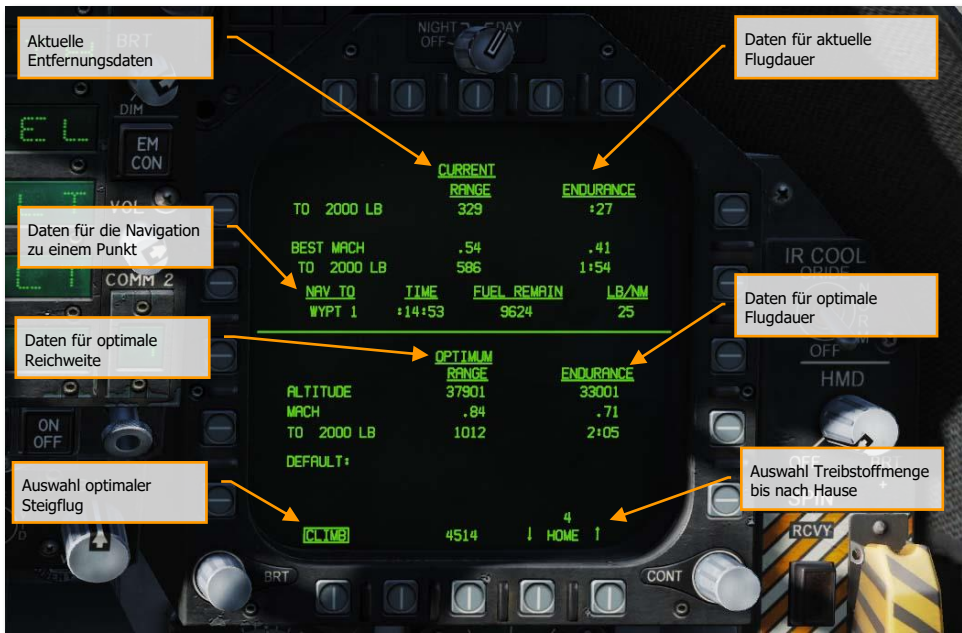 NIGHT DAY
OFF
Aktuelle
Entfernungsdaten
BRT
Daten für aktuelle
Flugdauer
DIM
EL
EM
CON
CURRENT
RANGE ENDURANCE
TO 2000 LB 329 :27
VOL
Daten für die Navigation
zu einem Punkt
BEST MACH .54 .41
TO 2000 LB 586 1:54
IR COOL
ORIDE
COMM 2
NAV TO TIME FUEL REMAIN LB/NM
WYPT 1 :14:53 9624 25
Daten für optimale
Flugdauer
Daten für optimale
Reichweite
OFF
HMD
OPTIMUM
RANGE ENDURANCE
ALTITUDE 37901 33001
MACH .84 .71
TO 2000 LB 1012 2:05
ON
OFF
DEFAULT:
OFF BRT
Auswahl optimaler
Steigflug
Auswahl Treibstoffmenge
bis nach Hause
SPIN
4
CLIMB 4514 ↓ HOME ↑
RCVY
BRT
CONT